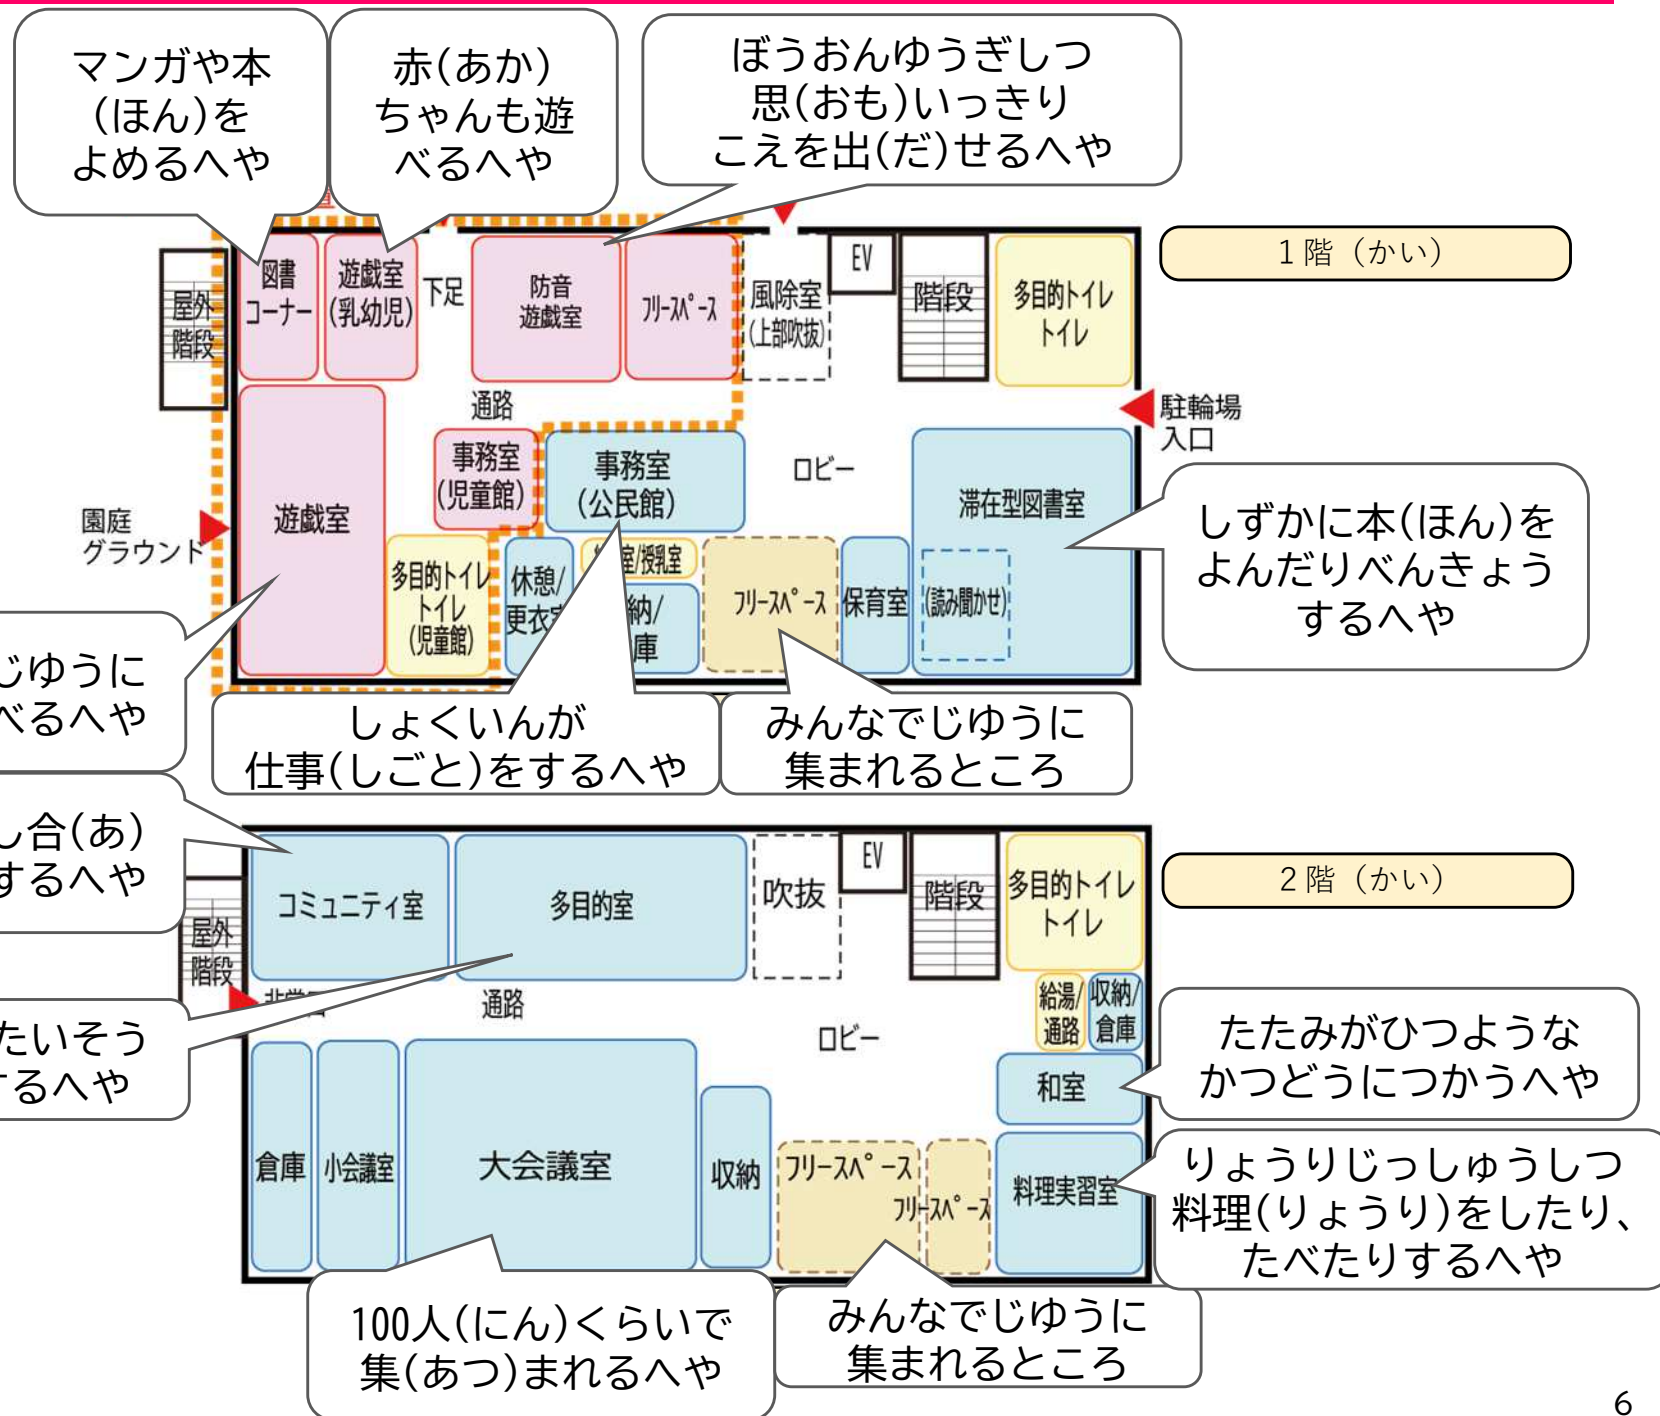 マンガや本
(ほん)を
よめるへや
赤(あか)
ちゃんも遊
べるへや
ぼうおんゆうぎしつ
思(おも)いっきり
こえを出(だ)せるへや
1階（かい）
屋外
階段
図書
コーナー
遊戯室
(乳幼児)
下足
防音
遊戯室
フリースペース
風除室
(上部吹抜)
EV
階段
多目的トイレ
トイレ
通路
駐輪場
入口
事務室
(児童館)
事務室
(公民館)
ロビー
滞在型図書室
(読み聞かせ)
しずかに本(ほん)を
よんだりべんきょう
するへや
園庭
グラウンド
遊戯室
多目的トイレ
トイレ
(児童館)
休憩/
更衣
室/授乳室
納/
庫
フリースペース
保育室
じゆうに
べるへや
しょくいんが
仕事(しごと)をするへや
みんなでじゆうに
集まれるところ
し合(あ)
するへや
2階（かい）
屋外
階段
コミュニティ室
多目的室
吹抜
EV
階段
多目的トイレ
トイレ
通路
ロビー
給湯/
通路
収納/
倉庫
たいそう
するへや
和室
たたみがひつような
かつどうにつかうへや
倉庫
小会議室
大会議室
収納
フリースペース
フリースペース
料理実習室
りょうりじっしゅうしつ
料理(りょうり)をしたり、
たべたりするへや
100人(にん)くらいで
集(あつ)まれるへや
みんなでじゆうに
集まれるところ
6